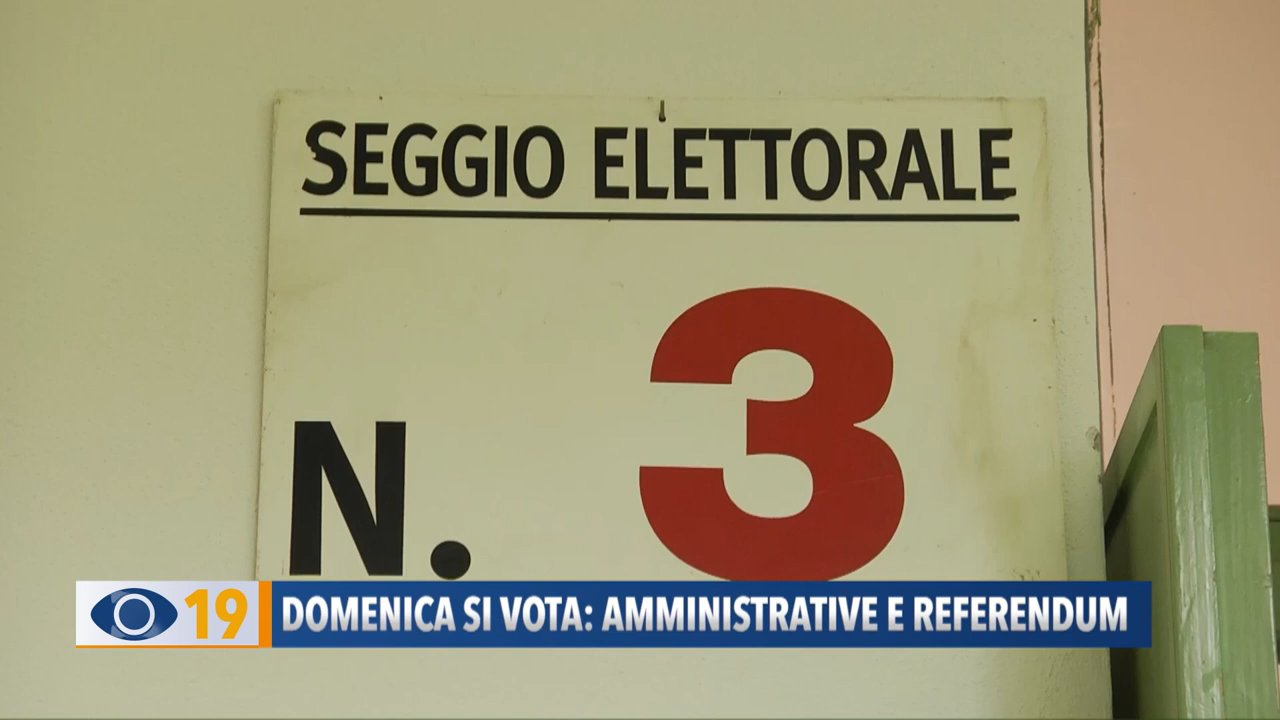 SEGGIO ELETTORALE
N. 3
19 DOMENICA SI VOTA: AMMINISTRATIVE E REFERENDUM